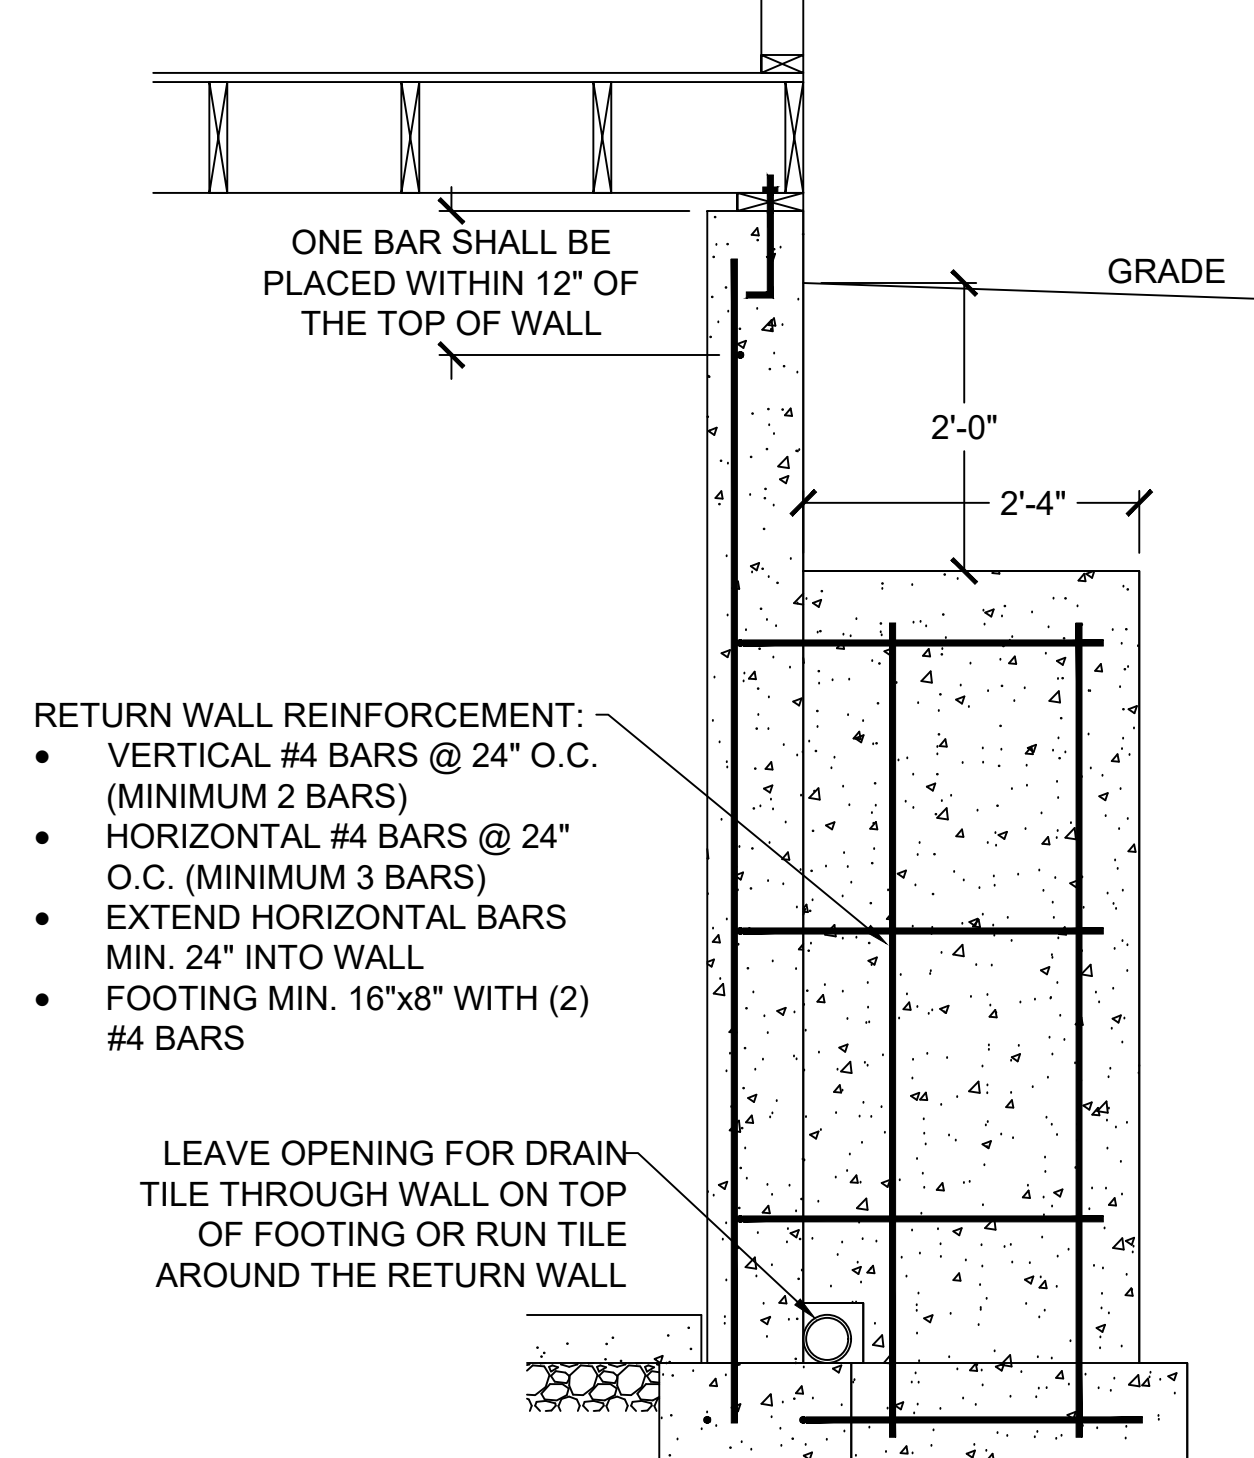 ONE BAR SHALL BE
PLACED WITHIN 12" OF
THE TOP OF WALL
GRADE
2'-0"
2'-4"
RETURN WALL REINFORCEMENT:
• VERTICAL #4 BARS @ 24" O.C.
(MINIMUM 2 BARS)
• HORIZONTAL #4 BARS @ 24"
O.C. (MINIMUM 3 BARS)
• EXTEND HORIZONTAL BARS
MIN. 24" INTO WALL
• FOOTING MIN. 16"x8" WITH (2)
#4 BARS
LEAVE OPENING FOR DRAIN
TILE THROUGH WALL ON TOP
OF FOOTING OR RUN TILE
AROUND THE RETURN WALL